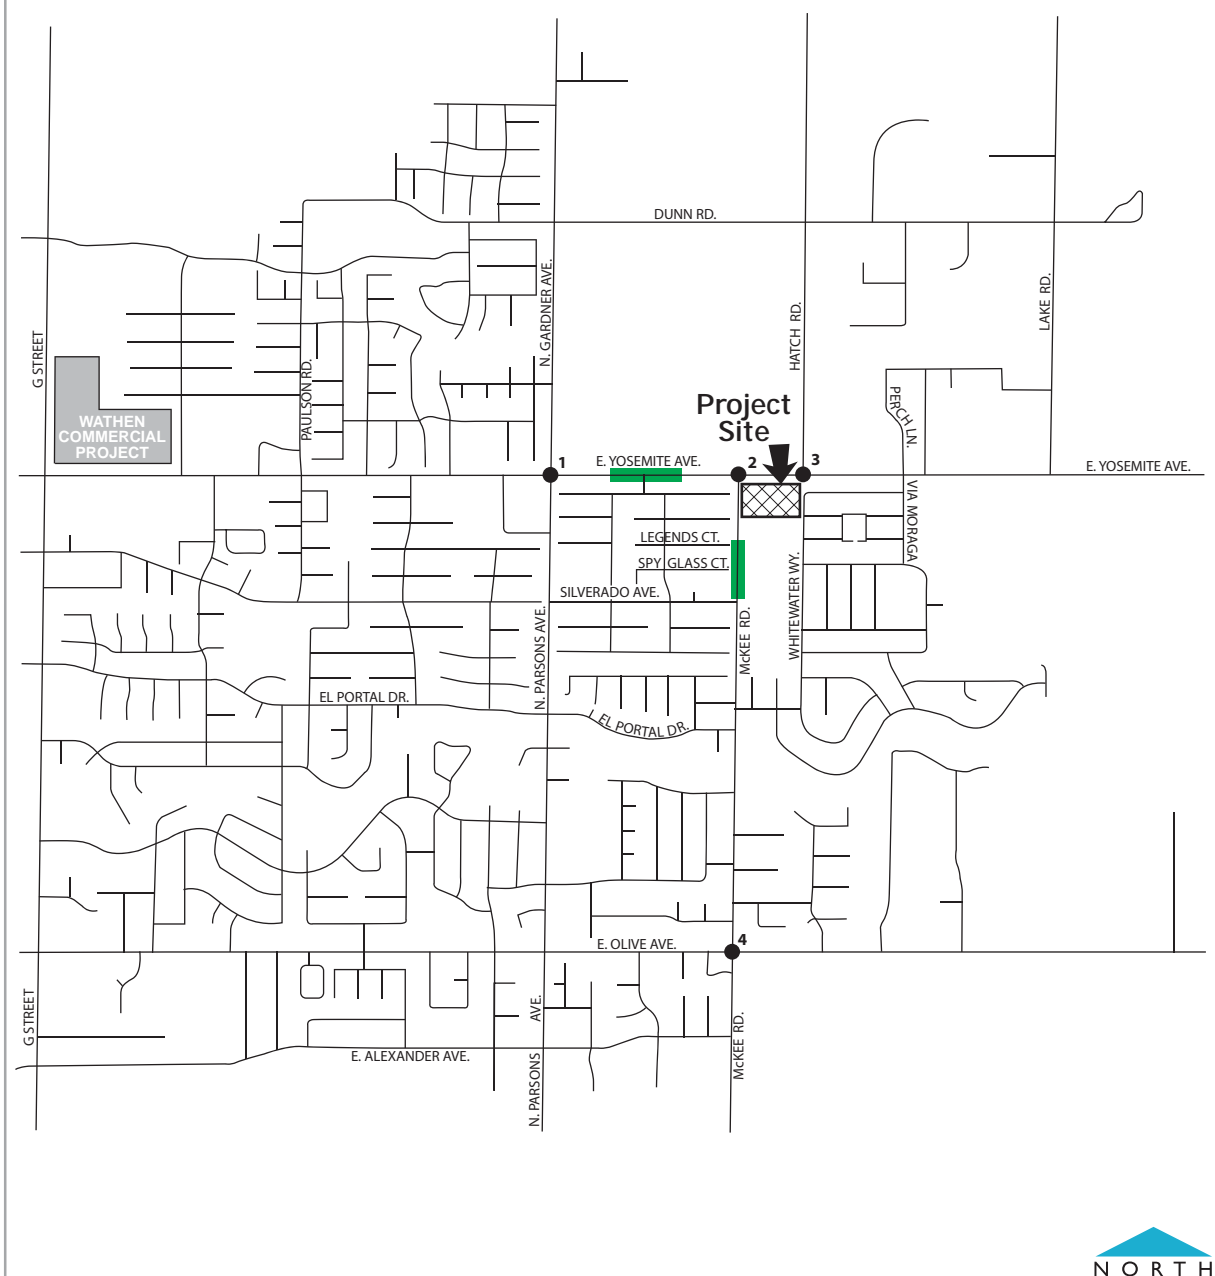 DUNN RD.
N. GARDNER AVE.
HATCH RD.
LAKE RD.
G STREET
PAULSON RD.
PERCH LN.
Project
Site
WATHEN
COMMERCIAL
PROJECT
1
E. YOSEMITE AVE.
2
3
E. YOSEMITE AVE.
VIA MORAGA
LEGENDS CT.
SPY GLASS CT.
SILVERADO AVE.
WHITEWATER WY.
McKEE RD.
N. PARSONS AVE.
EL PORTAL DR.
EL PORTAL DR.
E. OLIVE AVE.
4
G STREET
N. PARSONS AVE.
McKEE RD.
E. ALEXANDER AVE.
NORTH